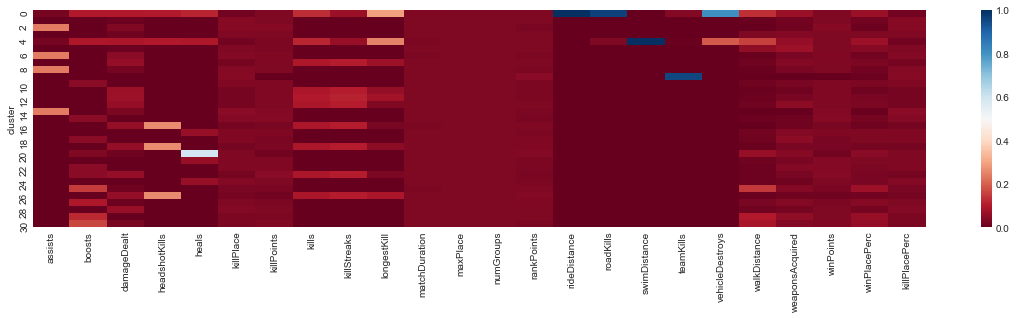 cluster
0
2
4
6
8
10
12
14
16
18
20
22
24
26
28
30
assists
boosts
damageDealt
headshotKills
heals
killPlace
killPoints
kills
killStreaks
longestKill
matchDuration
maxPlace
numGroups
rankPoints
rideDistance
roadKills
swimDistance
teamKills
vehicleDestroys
walkDistance
weaponsAcquired
winPoints
winPlacePerc
killPlacePerc
1.0
0.8
0.6
0.4
0.2
0.0